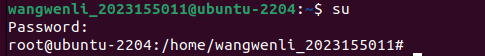 wangwenli_2023155011@ubuntu-2204:~$ su
Password:
root@ubuntu-2204:/home/wangwenli_2023155011#